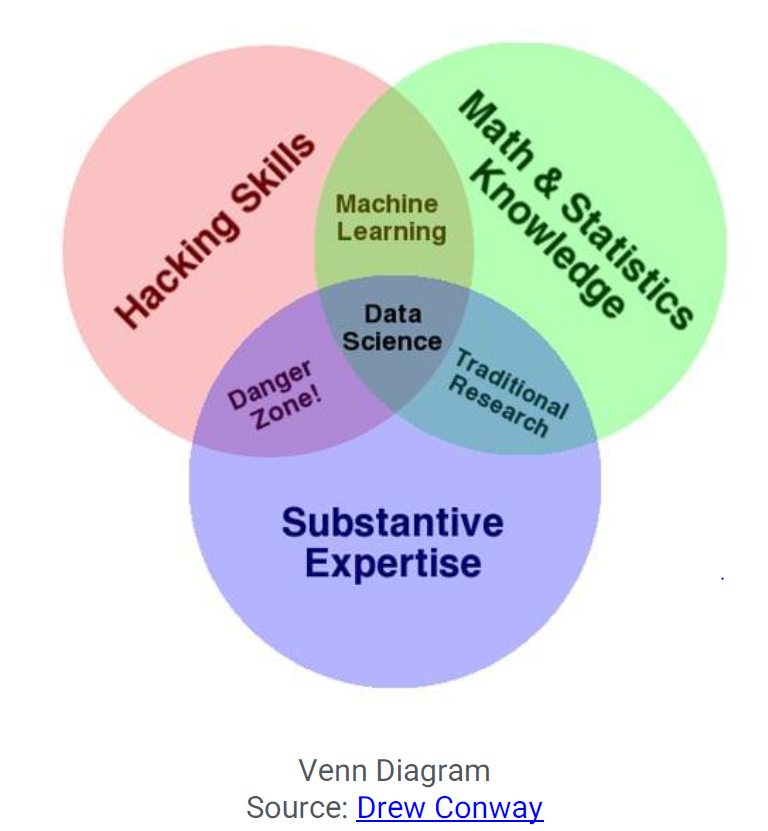 Hacking Skills
Math & Statistics
Knowledge
Machine
Learning
Data
Science
Danger
Zone!
Traditional
Research
Substantive
Expertise
Venn Diagram
Source: Drew Conway